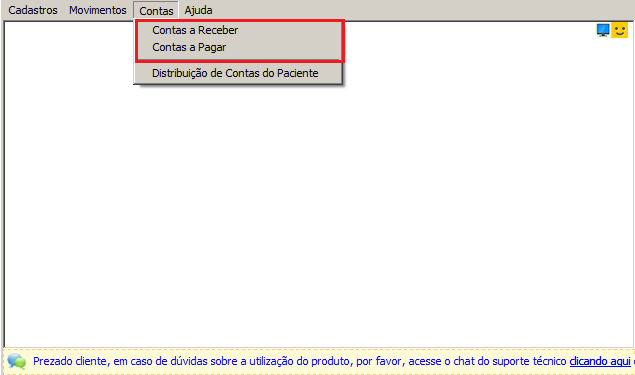 Cadastros Movimentos Contas Ajuda
Contas a Receber
Contas a Pagar
Distribuição de Contas do Paciente
Prezado cliente, em caso de dúvidas sobre a utilização do produto, por favor, acesse o chat do suporte técnico clicando aqui